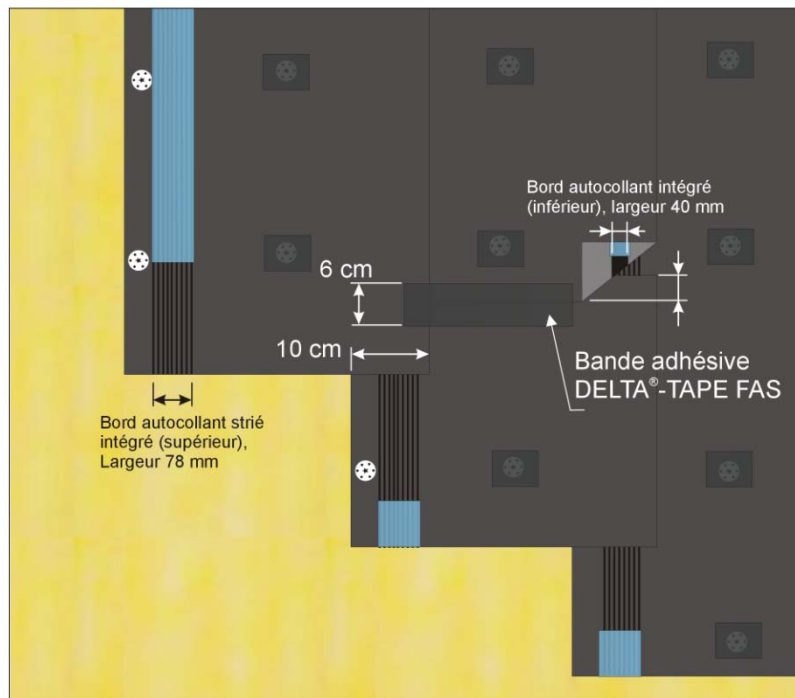 Bord autocollant intégré
(inférieur), largeur 40 mm
6 cm
10 cm
Bande adhésive
DELTA®-TAPE FAS
Bord autocollant strié
intégré (supérieur),
Largeur 78 mm